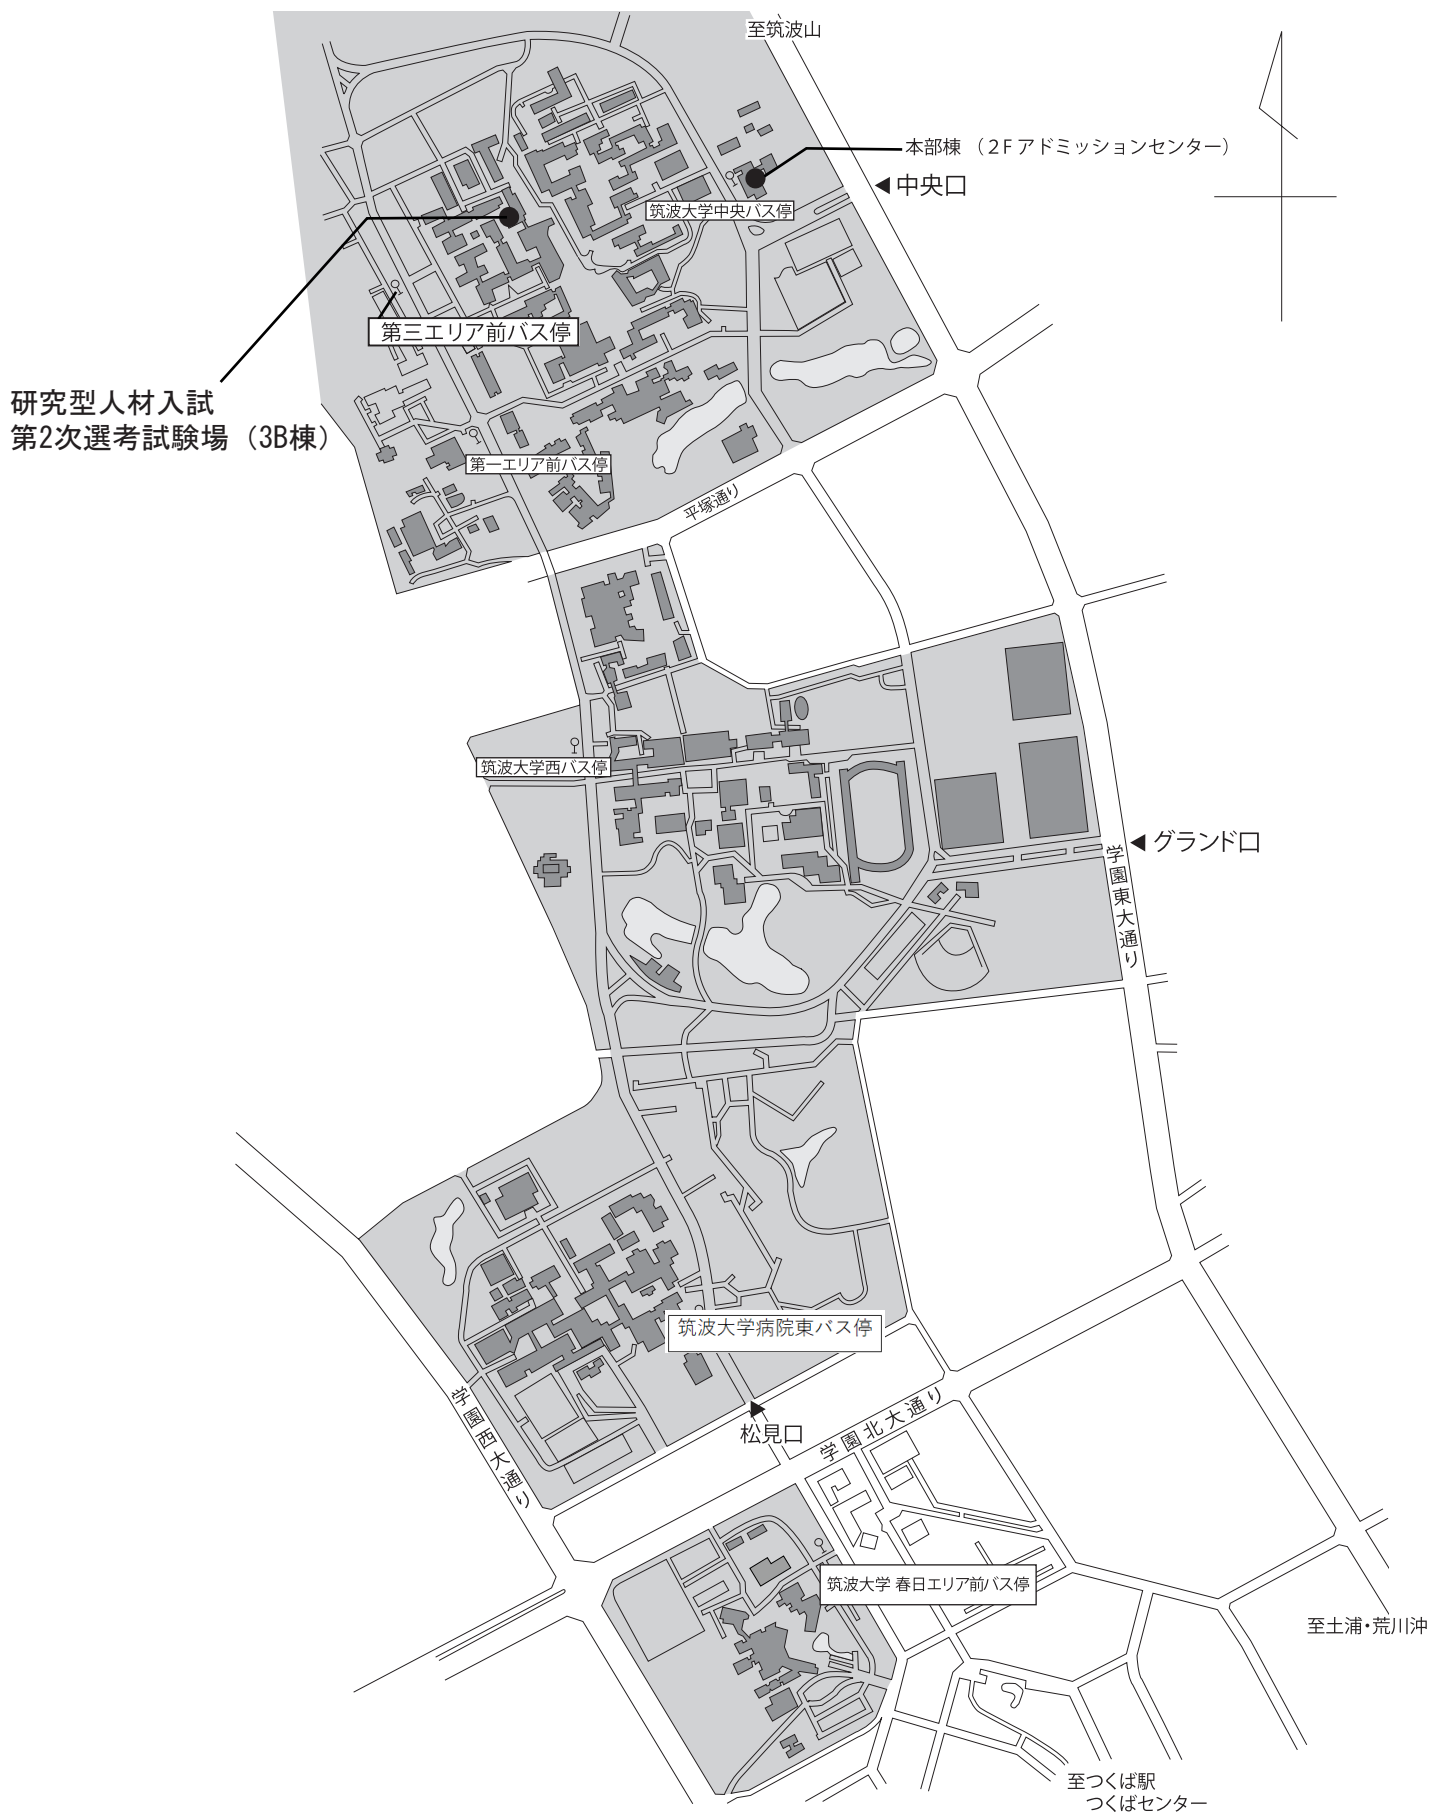 至筑波山
本部棟 （２Ｆ アドミッションセンター）
◀中央口
筑波大学中央バス停
第三エリア前バス停
研究型人材入試
第2次選考試験場（3B棟）
第一エリア前バス停
平塚通り
筑波大学西バス停
◀グランド口
学園東大通り
筑波大学病院東バス停
松見口
学園西大通り
学園北大通り
筑波大学 春日エリア前バス停
至土浦・荒川沖
至つくば駅
つくばセンター